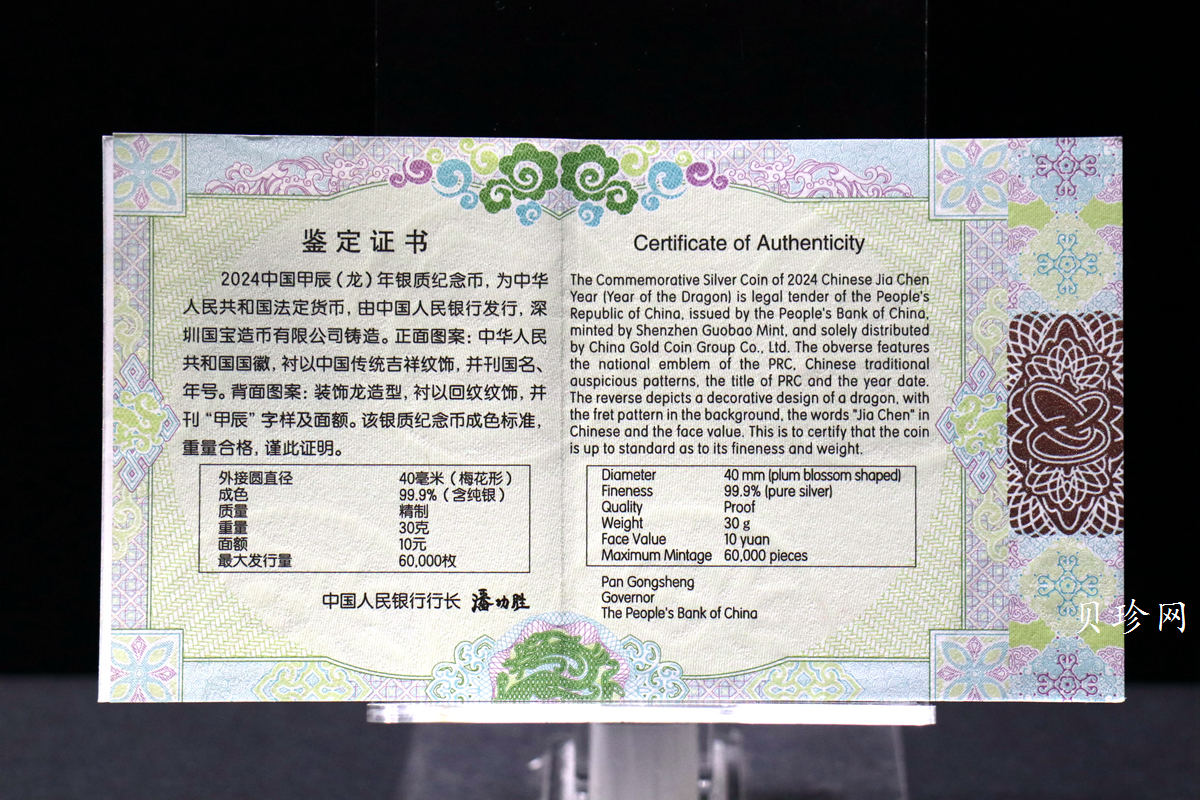 鉴定证书
2024中国甲辰（龙）年银质纪念币，为中华
人民共和国法定货币，由中国人民银行发行，深
圳国宝造币有限公司铸造。正面图案：中华人民
共和国国徽，衬以中国传统吉祥纹饰，并刊国名、
年号。背面图案：装饰龙造型，衬以回纹纹饰，并
刊“甲辰”字样及面额。该银质纪念币成色标准，
重量合格，谨此证明。
外接圆直径 40毫米（梅花形）
成色 99.9%（含纯银）
质量 精制
重量 30克
面额 10元
最大发行量 60,000枚
中国人民银行行长 潘功胜
Certificate of Authenticity
The Commemorative Silver Coin of 2024 Chinese Jia Chen
Year (Year of the Dragon) is legal tender of the People's
Republic of China, issued by the People's Bank of China,
minted by Shenzhen Guobao Mint, and solely distributed
by China Gold Coin Group Co., Ltd. The obverse features
the national emblem of the PRC, Chinese traditional
auspicious patterns, the title of PRC and the year date.
The reverse depicts a decorative design of a dragon, with
the fret pattern in the background, the words "Jia Chen" in
Chinese and the face value. This is to certify that the coin
is up to standard as to its fineness and weight.
Diameter 40 mm (plum blossom shaped)
Fineness 99.9% (pure silver)
Quality Proof
Weight 30 g
Face Value 10 yuan
Maximum Mintage 60,000 pieces
Pan Gongsheng
Governor
The People's Bank of China
贝珍网